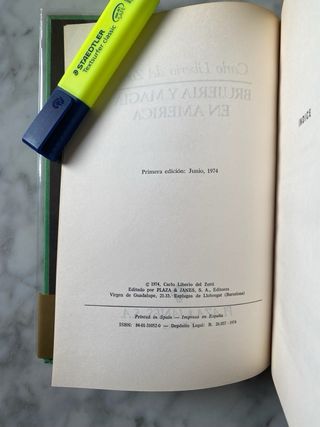 STAEDTLER
Textsurfer classic
Carlo Liberio del Zotti
BRUJERIA Y MAGIA
EN AMERICA
Primera edición: Junio, 1974
© 1974, Carlo Liberio del Zotti
Editado por PLAZA & JANES, S. A., Editores
Virgen de Guadalupe, 21-33. Esplugas de Llobregat (Barcelona)
Printed in Spain — Impreso en España
ISBN: 84-01-31052-0 — Depósito Legal: B. 28.057 - 1974
INDICE